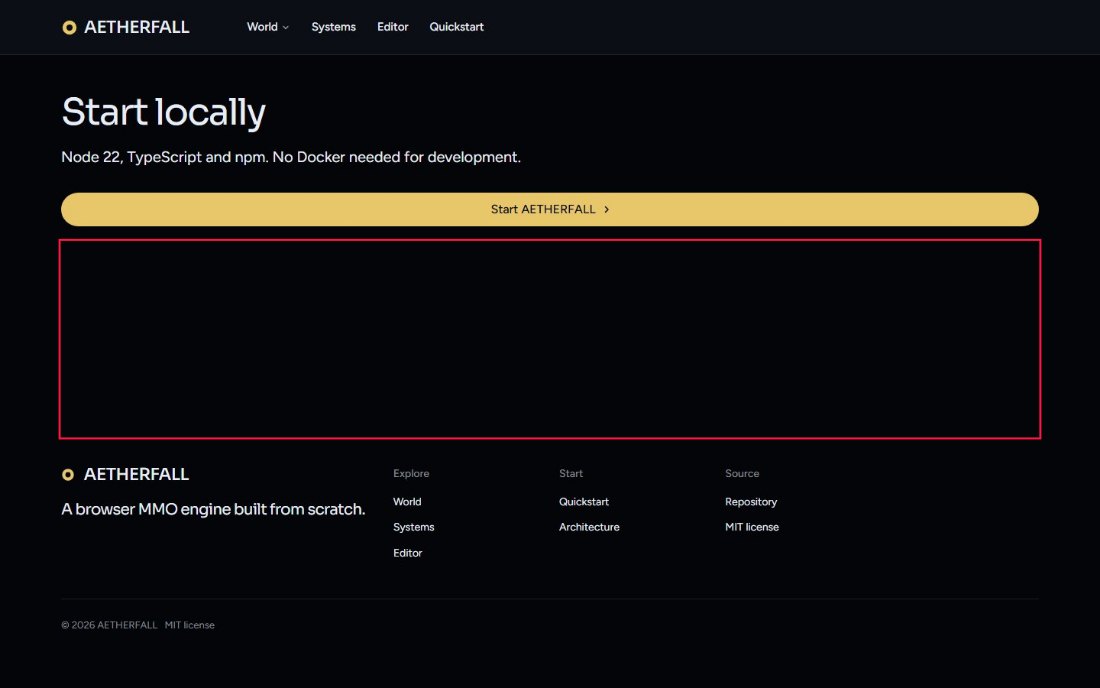 AETHERFALL World Systems Editor Quickstart
Start locally
Node 22, TypeScript and npm. No Docker needed for development.
Start AETHERFALL
AETHERFALL
A browser MMO engine built from scratch.
Explore
World
Systems
Editor
Start
Quickstart
Architecture
Source
Repository
MIT license
© 2026 AETHERFALL MIT license